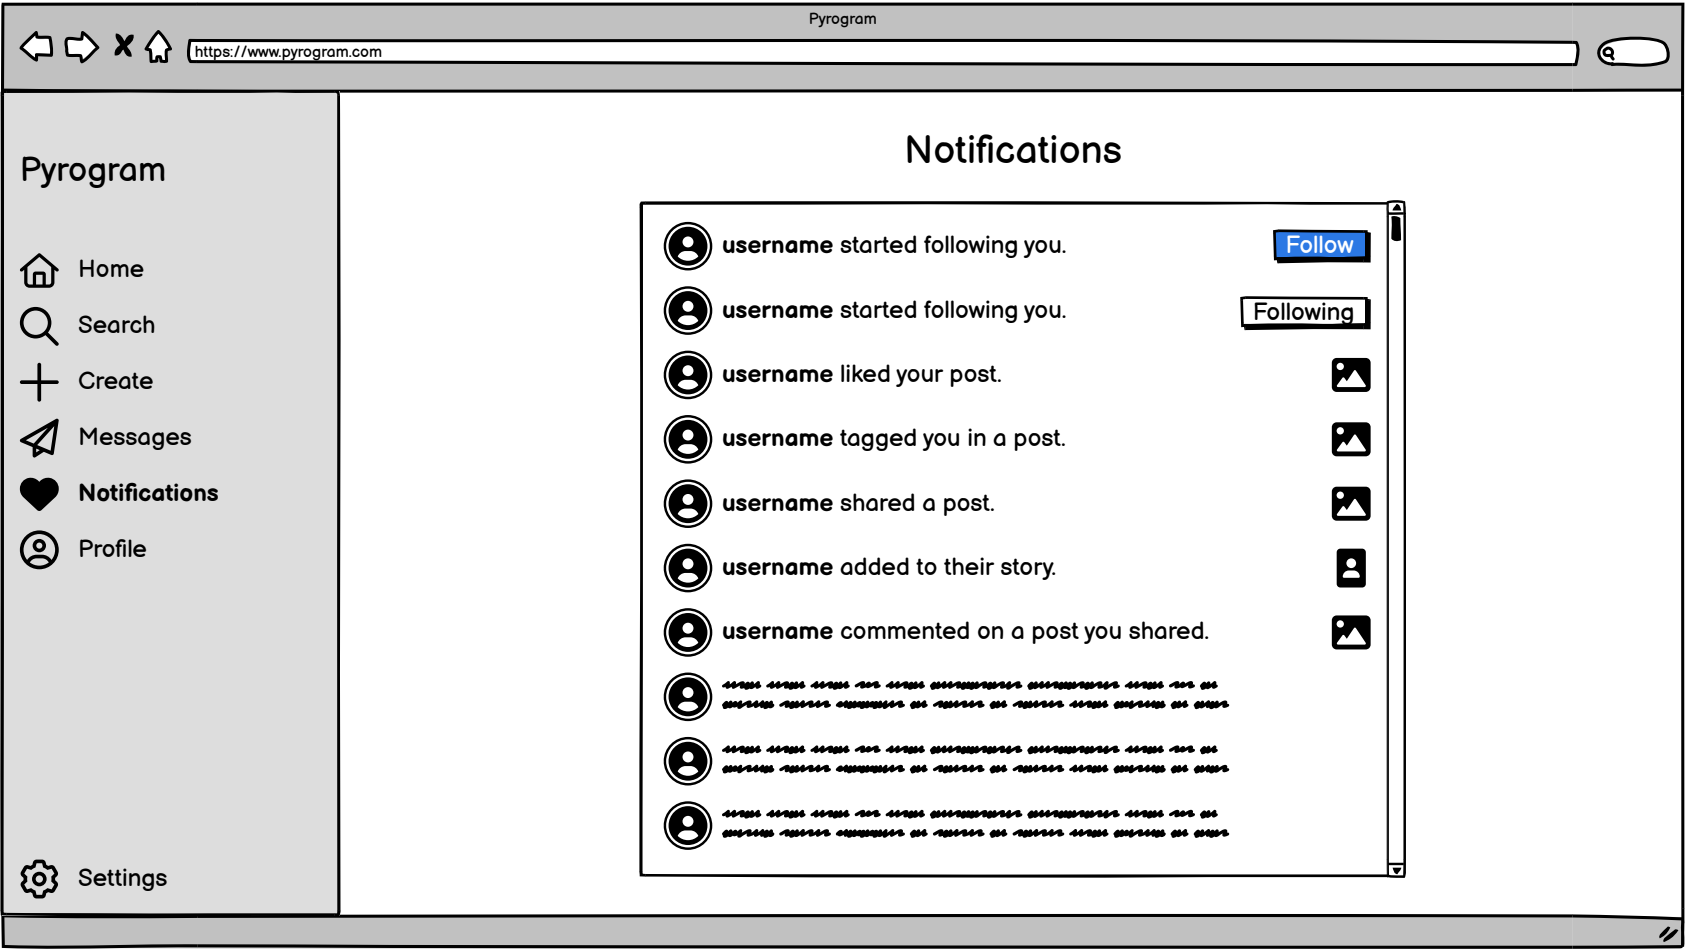 Pyrogram
https://www.pyrogram.com
Pyrogram
Home
Search
Create
Messages
Notifications
Profile
Settings
Notifications
username started following you.
Follow
username started following you.
Following
username liked your post.
username tagged you in a post.
username shared a post.
username added to their story.
username commented on a post you shared.